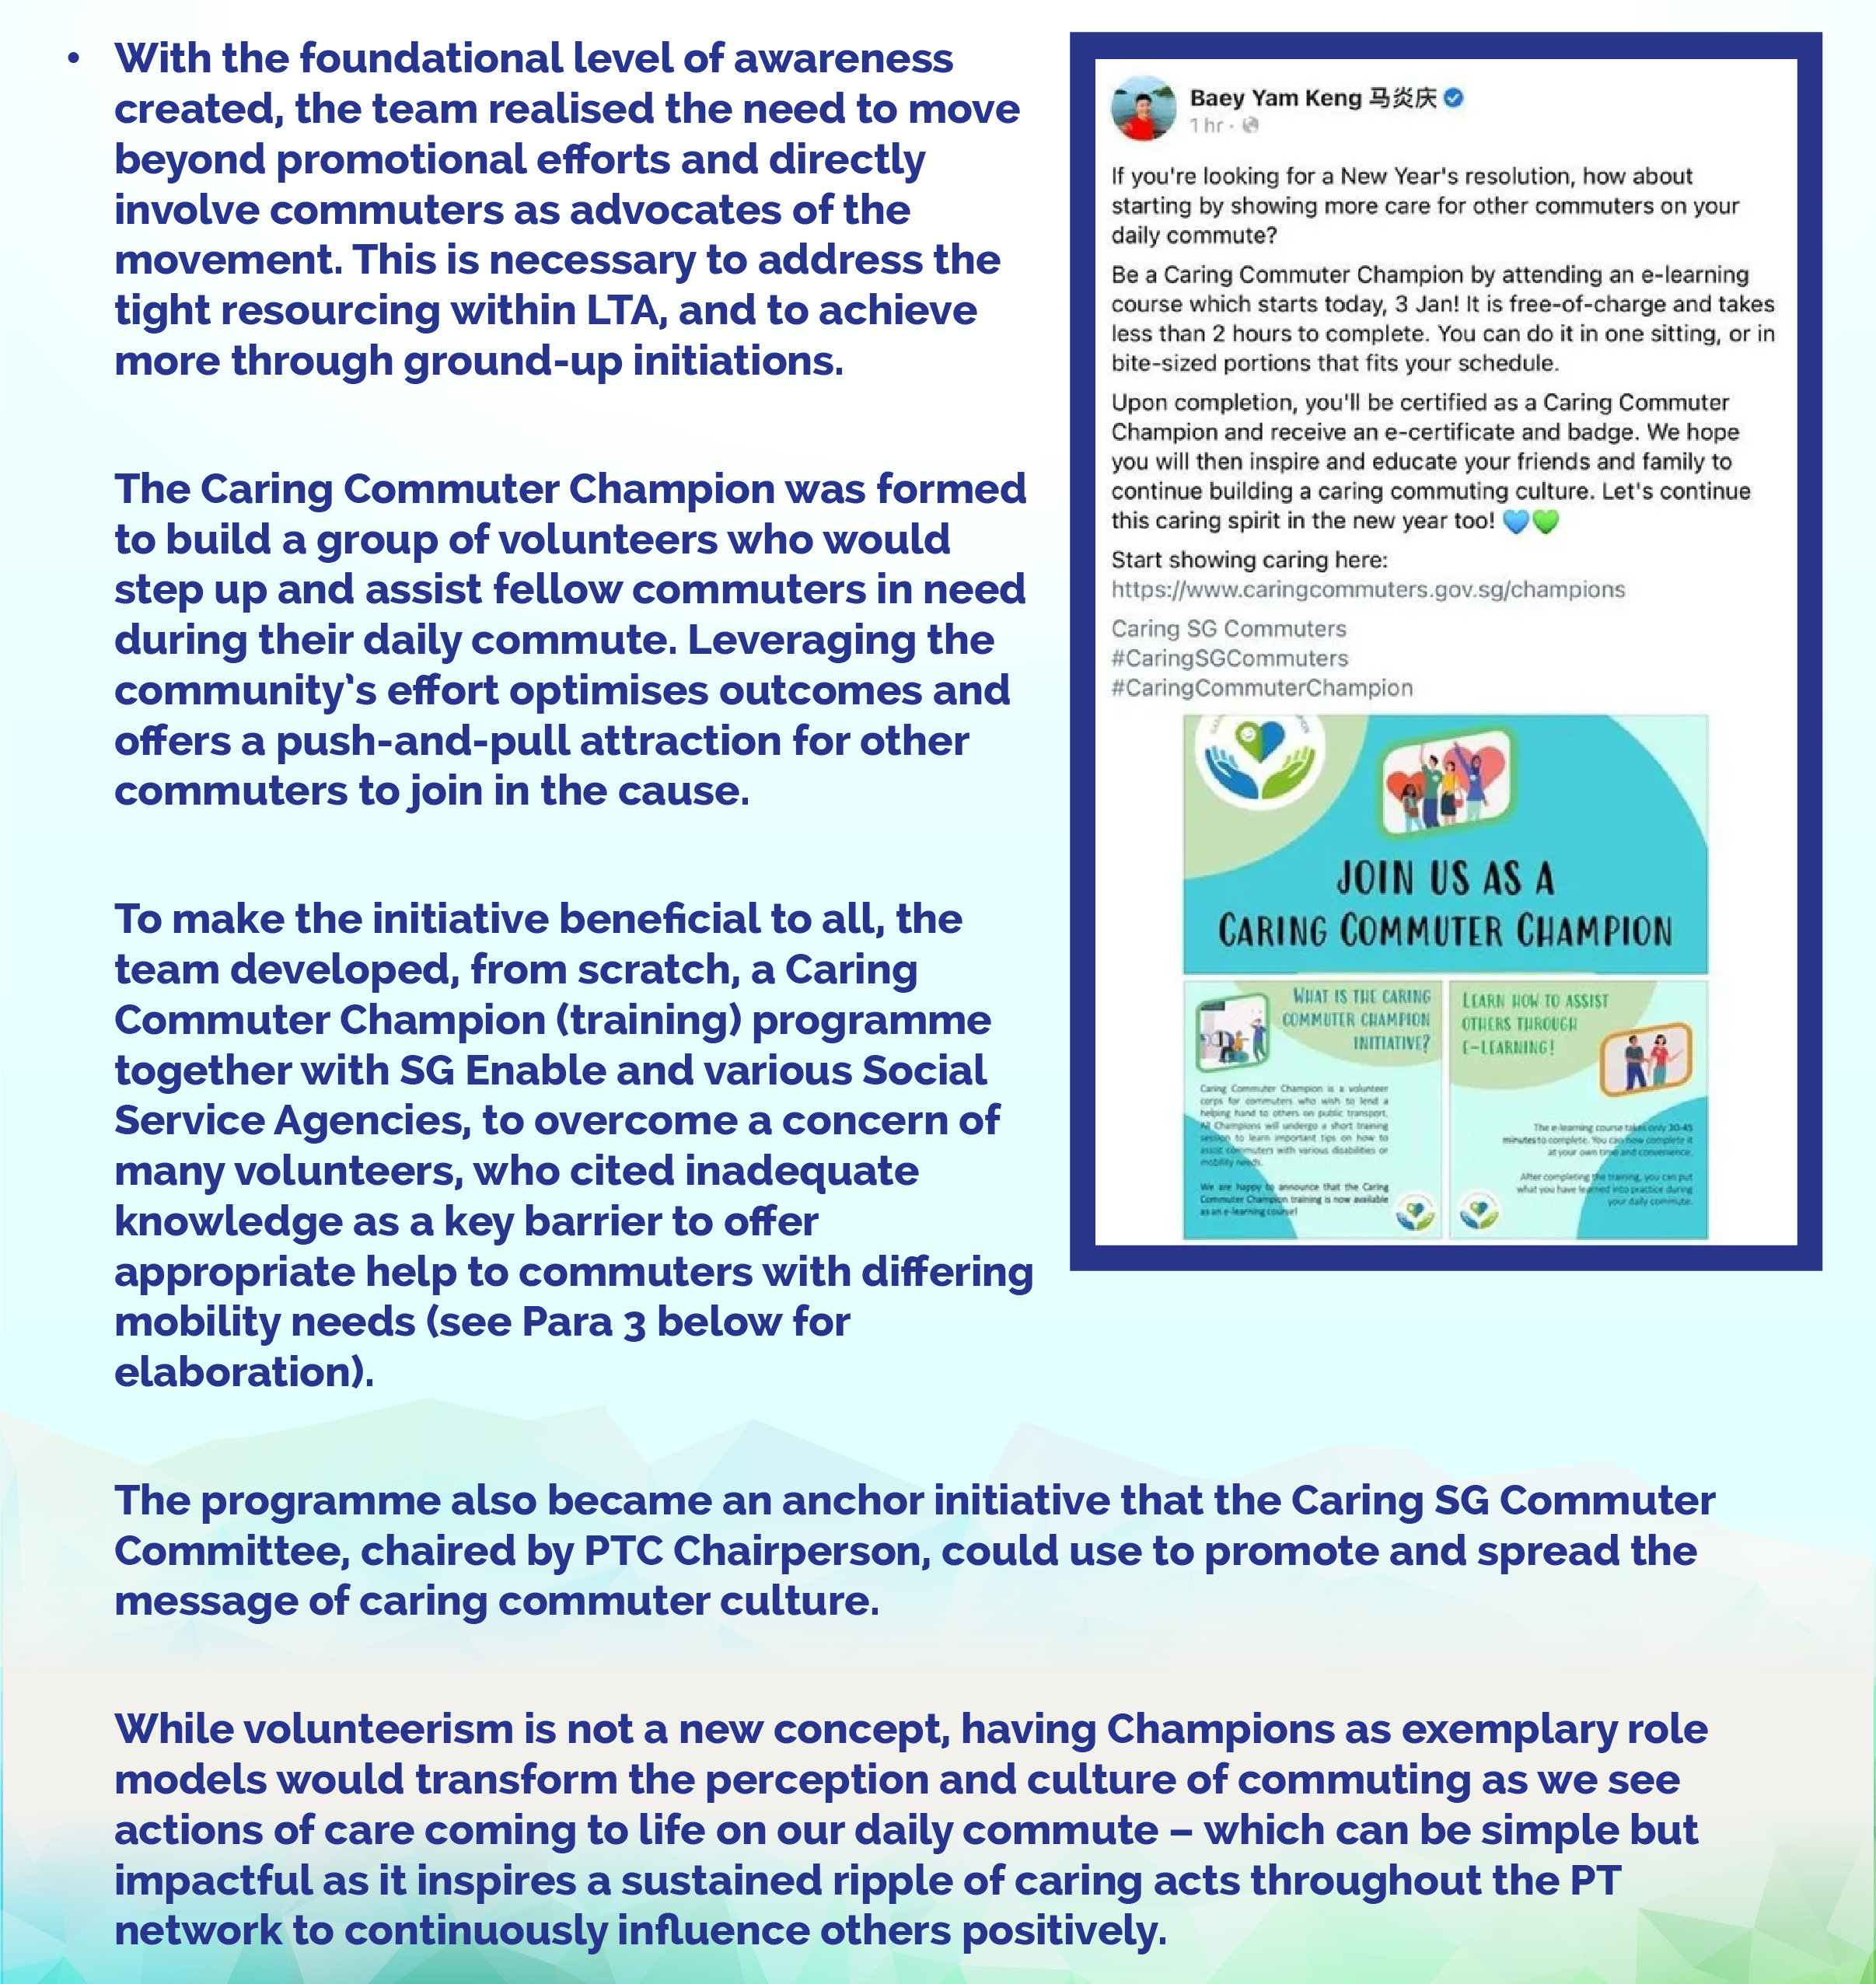 • With the foundational level of awareness
created, the team realised the need to move
beyond promotional efforts and directly
involve commuters as advocates of the
movement. This is necessary to address the
tight resourcing within LTA, and to achieve
more through ground-up initiations.
The Caring Commuter Champion was formed
to build a group of volunteers who would
step up and assist fellow commuters in need
during their daily commute. Leveraging the
community's effort optimises outcomes and
offers a push-and-pull attraction for other
commuters to join in the cause.
To make the initiative beneficial to all, the
team developed, from scratch, a Caring
Commuter Champion (training) programme
together with SG Enable and various Social
Service Agencies, to overcome a concern of
many volunteers, who cited inadequate
knowledge as a key barrier to offer
appropriate help to commuters with differing
mobility needs (see Para 3 below for
elaboration).
Baey Yam Keng 马炎庆
1 hr ·
If you're looking for a New Year's resolution, how about
starting by showing more care for other commuters on your
daily commute?
Be a Caring Commuter Champion by attending an e-learning
course which starts today, 3 Jan! It is free-of-charge and takes
less than 2 hours to complete. You can do it in one sitting, or in
bite-sized portions that fits your schedule.
Upon completion, you'll be certified as a Caring Commuter
Champion and receive an e-certificate and badge. We hope
you will then inspire and educate your friends and family to
continue building a caring commuting culture. Let's continue
this caring spirit in the new year too! 💙💚
Start showing caring here:
https://www.caringcommuters.gov.sg/champions
Caring SG Commuters
#CaringSGCommuters
#CaringCommuterChampion
JOIN US AS A
CARING COMMUTER CHAMPION
WHAT IS THE CARING
COMMUTER CHAMPION
INITIATIVE?
Caring Commuter Champion is a volunteer
corps for commuters who wish to lend a
helping hand to others on public transport.
All Champions will undergo a short training
session to learn important tips on how to
assist commuters with various disabilities or
mobility needs.
We are happy to announce that the Caring
Commuter Champion training is now available
as an e-learning course!
LEARN HOW TO ASSIST
OTHERS THROUGH
E-LEARNING!
The e-learning course takes only 30-45
minutes to complete. You can now complete it
at your own time and convenience.
After completing the training, you can put
what you have learned into practice during
your daily commute.
The programme also became an anchor initiative that the Caring SG Commuter
Committee, chaired by PTC Chairperson, could use to promote and spread the
message of caring commuter culture.
While volunteerism is not a new concept, having Champions as exemplary role
models would transform the perception and culture of commuting as we see
actions of care coming to life on our daily commute – which can be simple but
impactful as it inspires a sustained ripple of caring acts throughout the PT
network to continuously influence others positively.